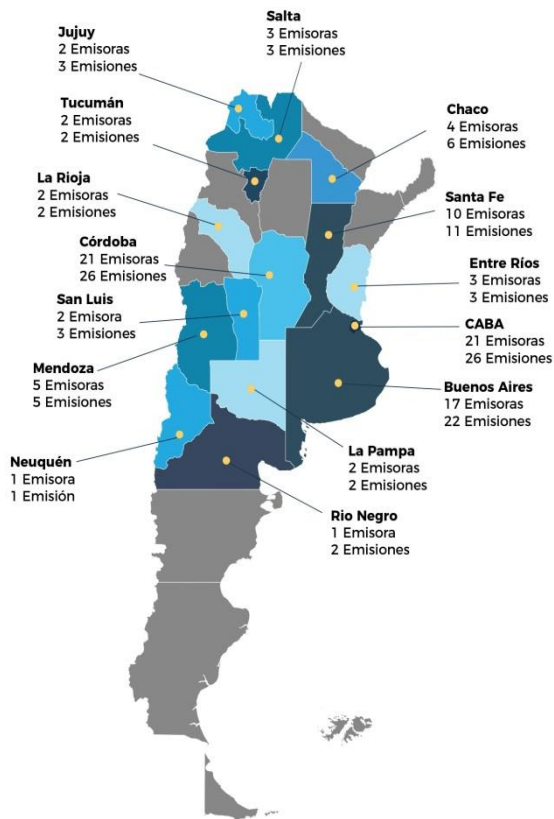 Jujuy
2 Emisoras
3 Emisiones
Salta
3 Emisoras
3 Emisiones
Tucumán
2 Emisoras
2 Emisiones
Chaco
4 Emisoras
6 Emisiones
La Rioja
2 Emisoras
2 Emisiones
Santa Fe
10 Emisoras
11 Emisiones
Córdoba
21 Emisoras
26 Emisiones
Entre Ríos
3 Emisoras
3 Emisiones
San Luis
2 Emisora
3 Emisiones
CABA
21 Emisoras
26 Emisiones
Mendoza
5 Emisoras
5 Emisiones
Buenos Aires
17 Emisoras
22 Emisiones
La Pampa
2 Emisoras
2 Emisiones
Neuquén
1 Emisora
1 Emisión
Rio Negro
1 Emisora
2 Emisiones